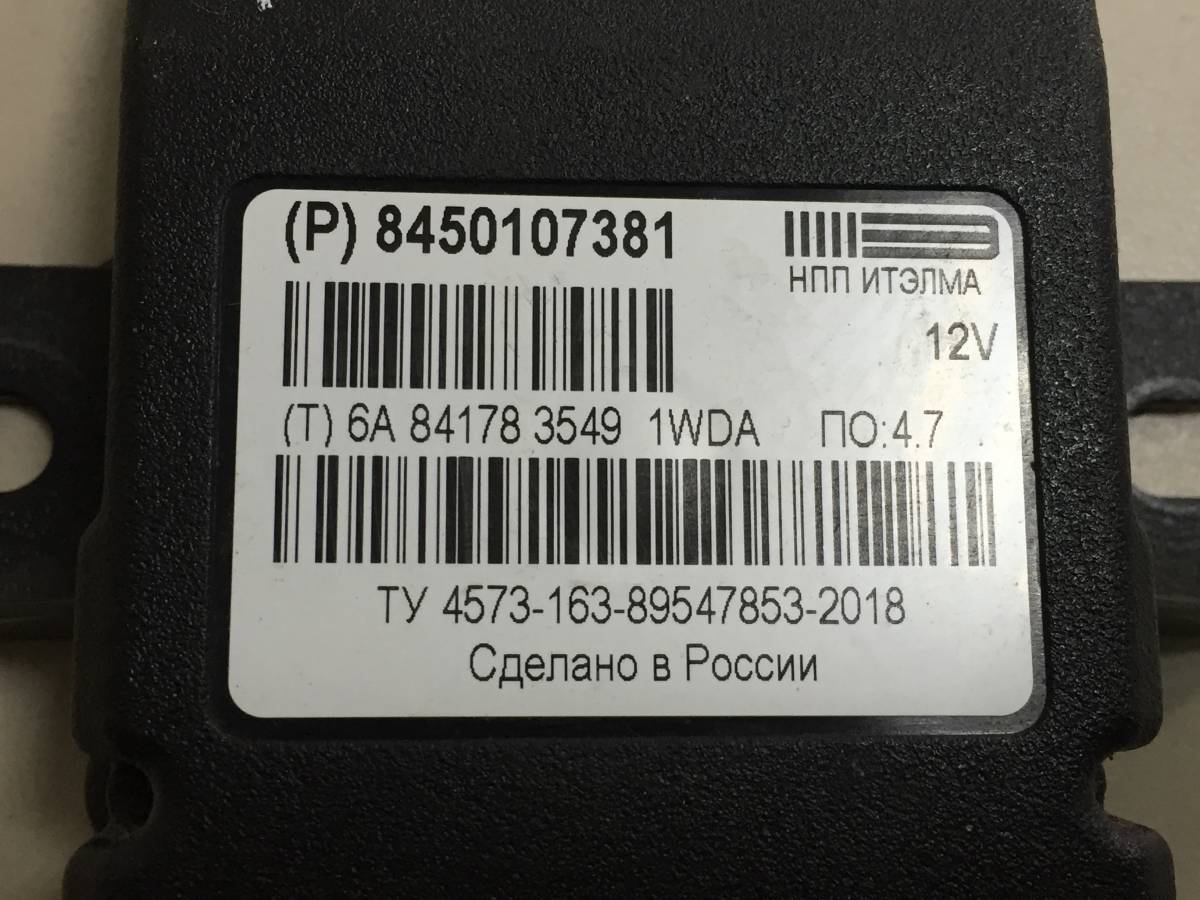 (P) 8450107381
НПП ИТЭЛМА
12V
(T) 6A 84178 3549 1WDA ПО:4.7
ТУ 4573-163-89547853-2018
Сделано в России